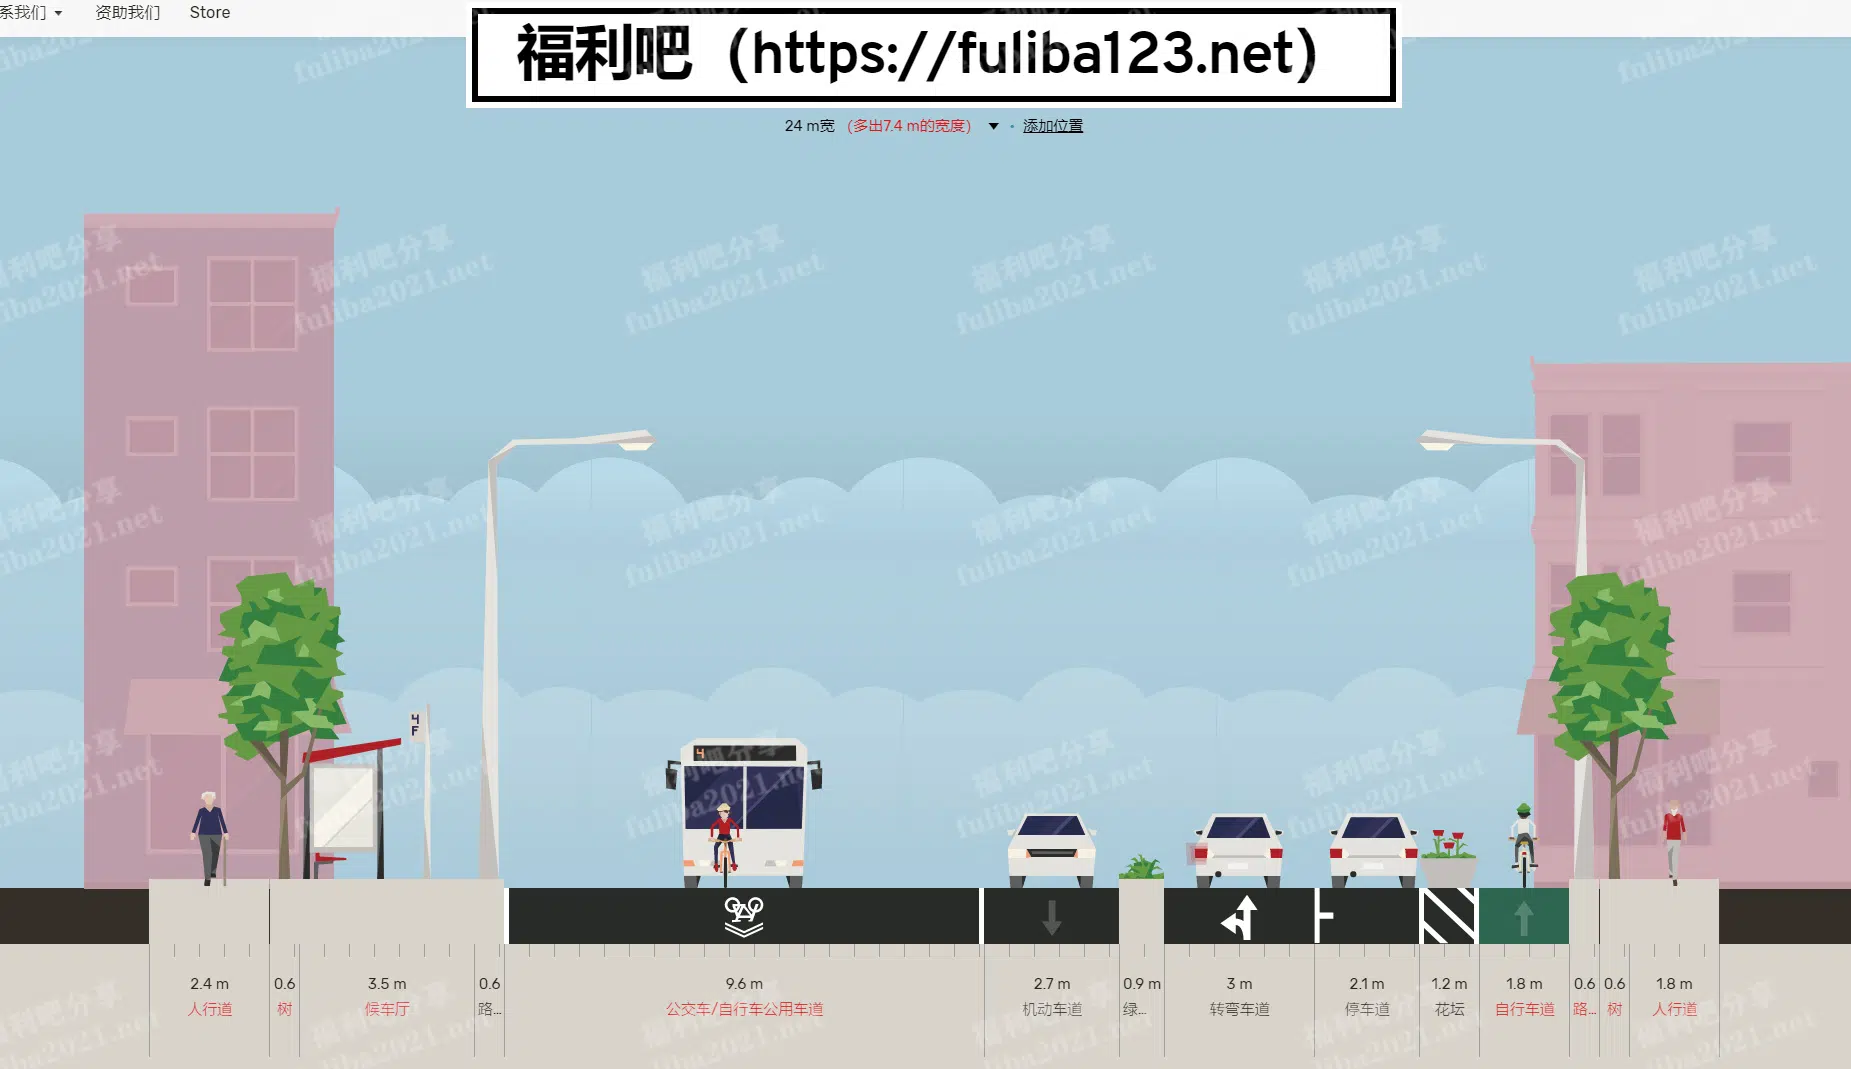 系我们 资助我们 Store
福利吧（https://fuliba123.net）
24 m宽 (多出7.4 m的宽度) · 添加位置
福利吧分享
fuliba2021.net
4
F
4
2.4 m 0.6 3.5 m 0.6 9.6 m 2.7 m 0.9 m 3 m 2.1 m 1.2 m 1.8 m 0.6 0.6 1.8 m
人行道 树 候车厅 路... 公交车/自行车公用车道 机动车道 绿... 转弯车道 停车道 花坛 自行车道 路... 树 人行道